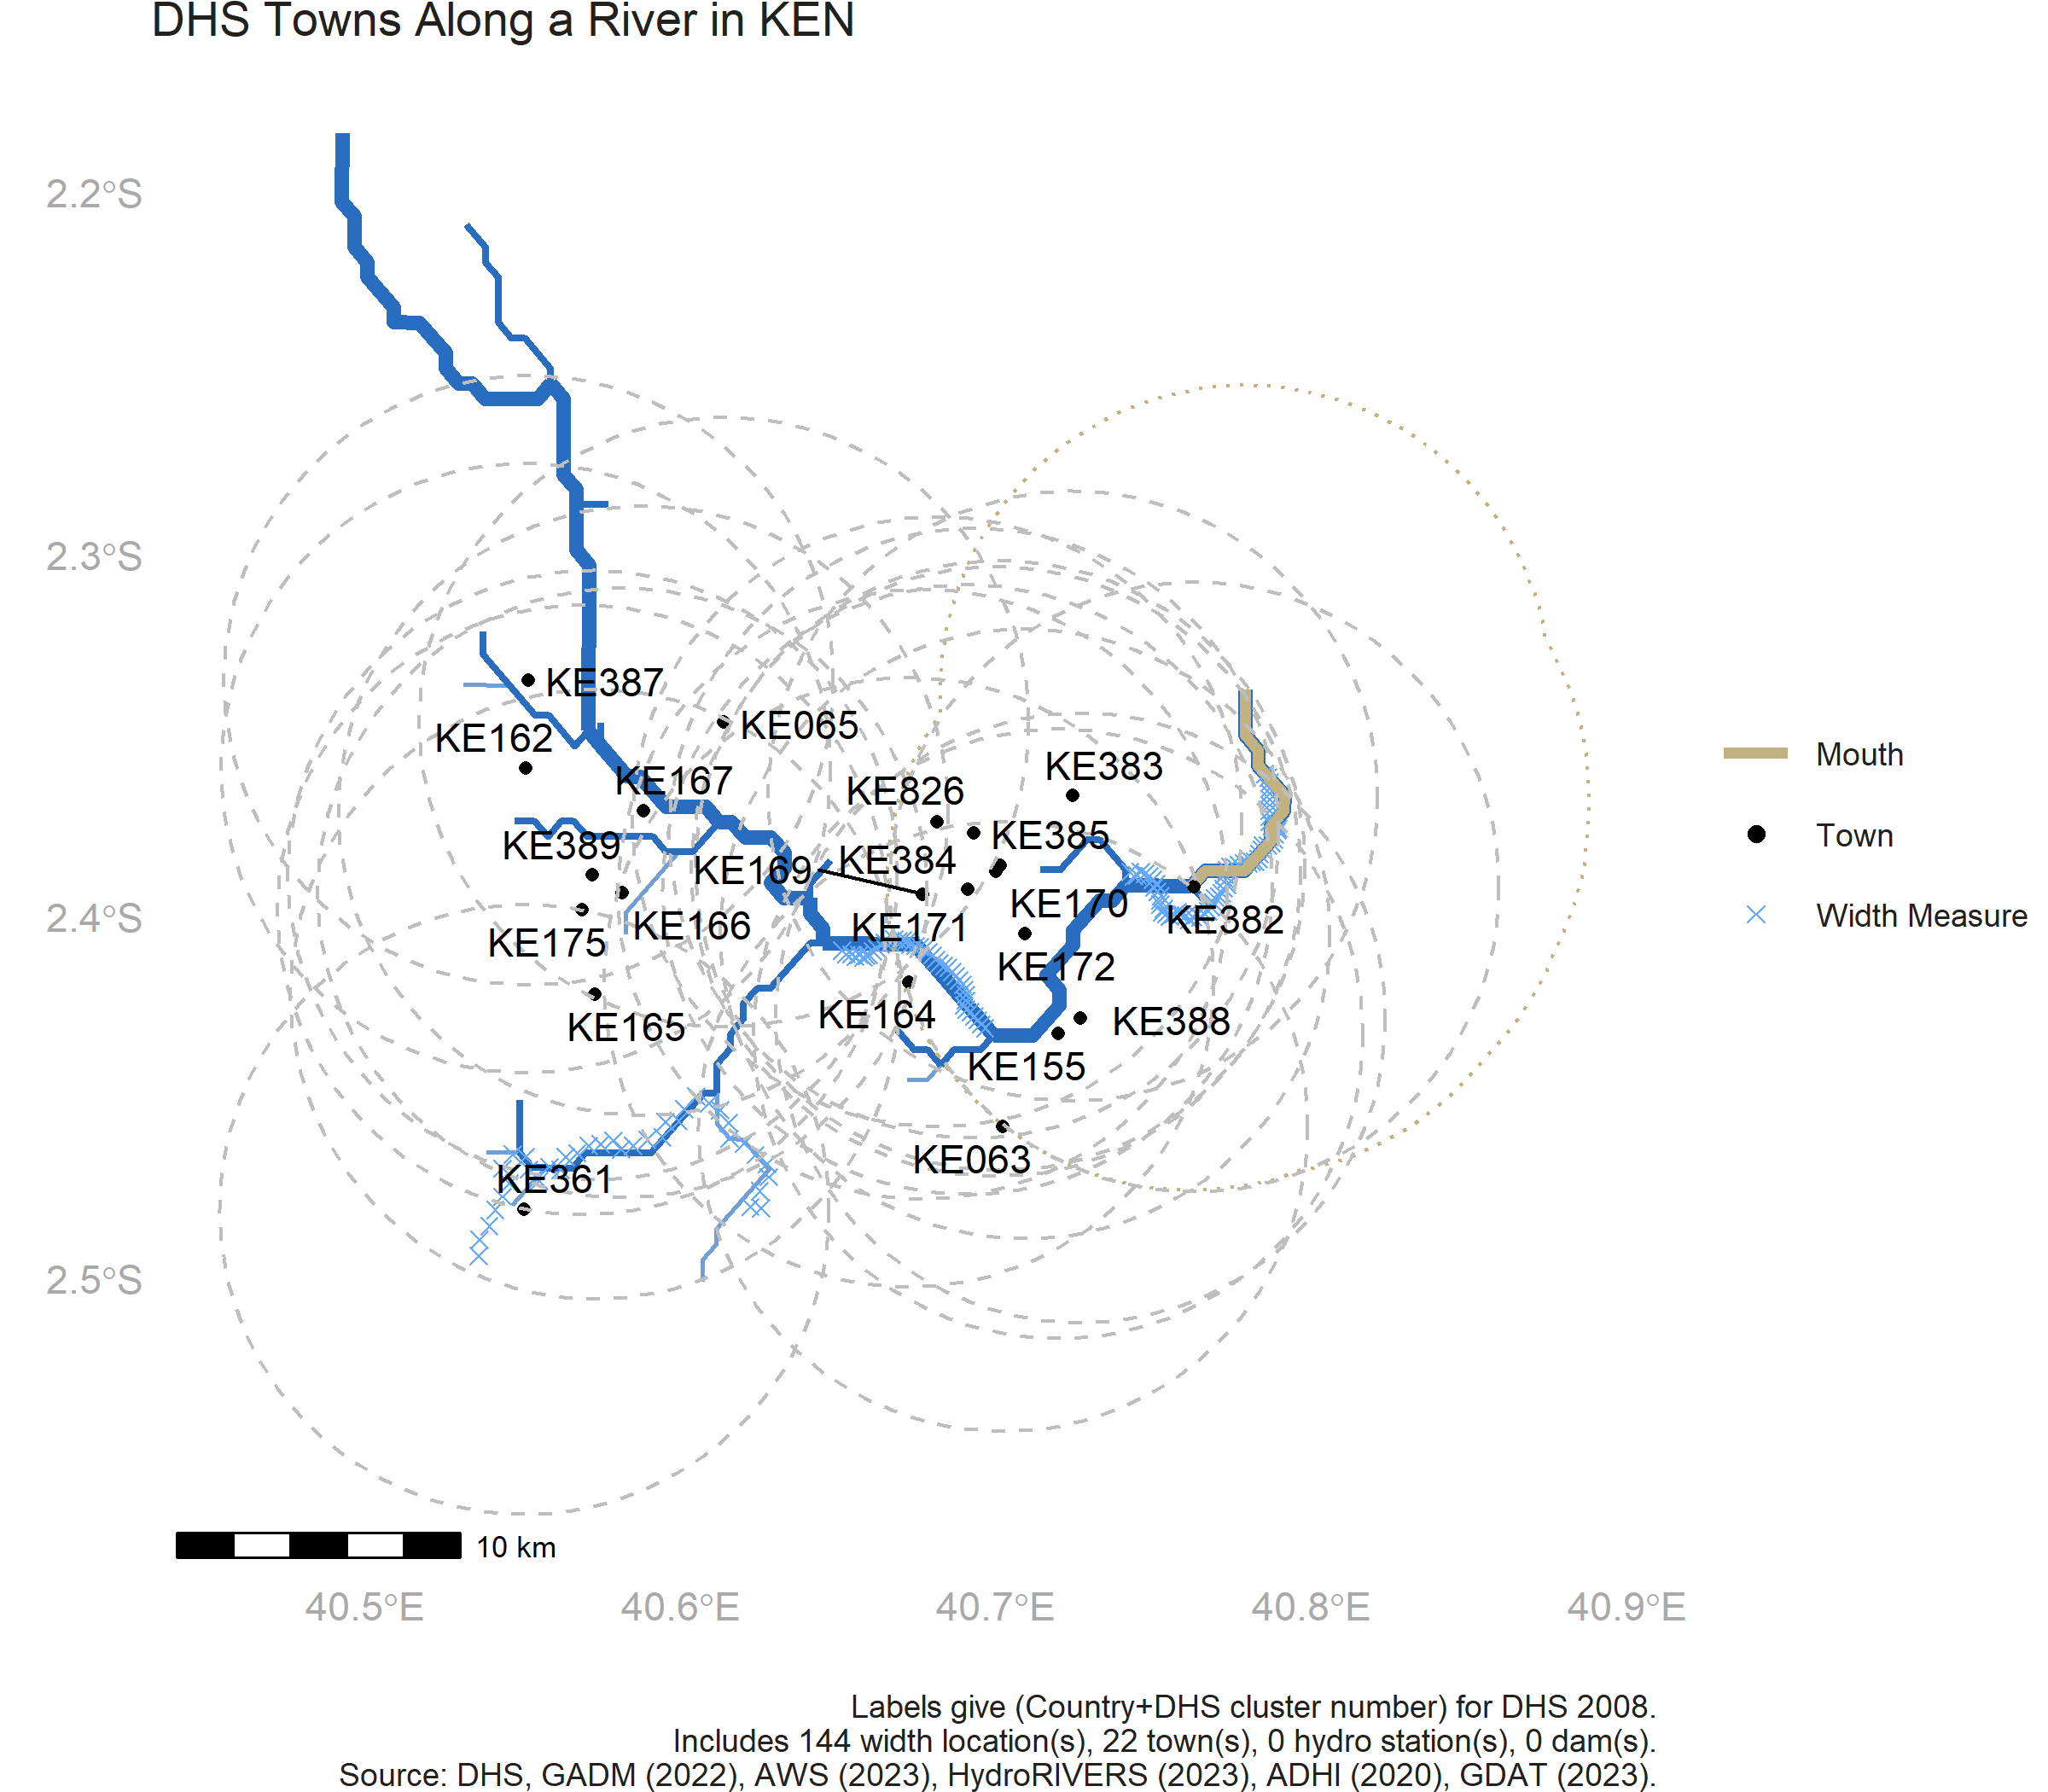 DHS Towns Along a River in KEN
2.2°S
2.3°S
KE387
KE162
KE065
KE167
KE383
KE826
Mouth
KE389
KE385
Town
KE169
KE384
KE170
KE166
KE171
KE382
Width Measure
2.4°S
KE175
KE172
KE165
KE164
KE388
KE155
KE063
KE361
2.5°S
10 km
40.5°E
40.6°E
40.7°E
40.8°E
40.9°E
Labels give (Country+DHS cluster number) for DHS 2008.
Includes 144 width location(s), 22 town(s), 0 hydro station(s), 0 dam(s).
Source: DHS, GADM (2022), AWS (2023), HydroRIVERS (2023), ADHI (2020), GDAT (2023).